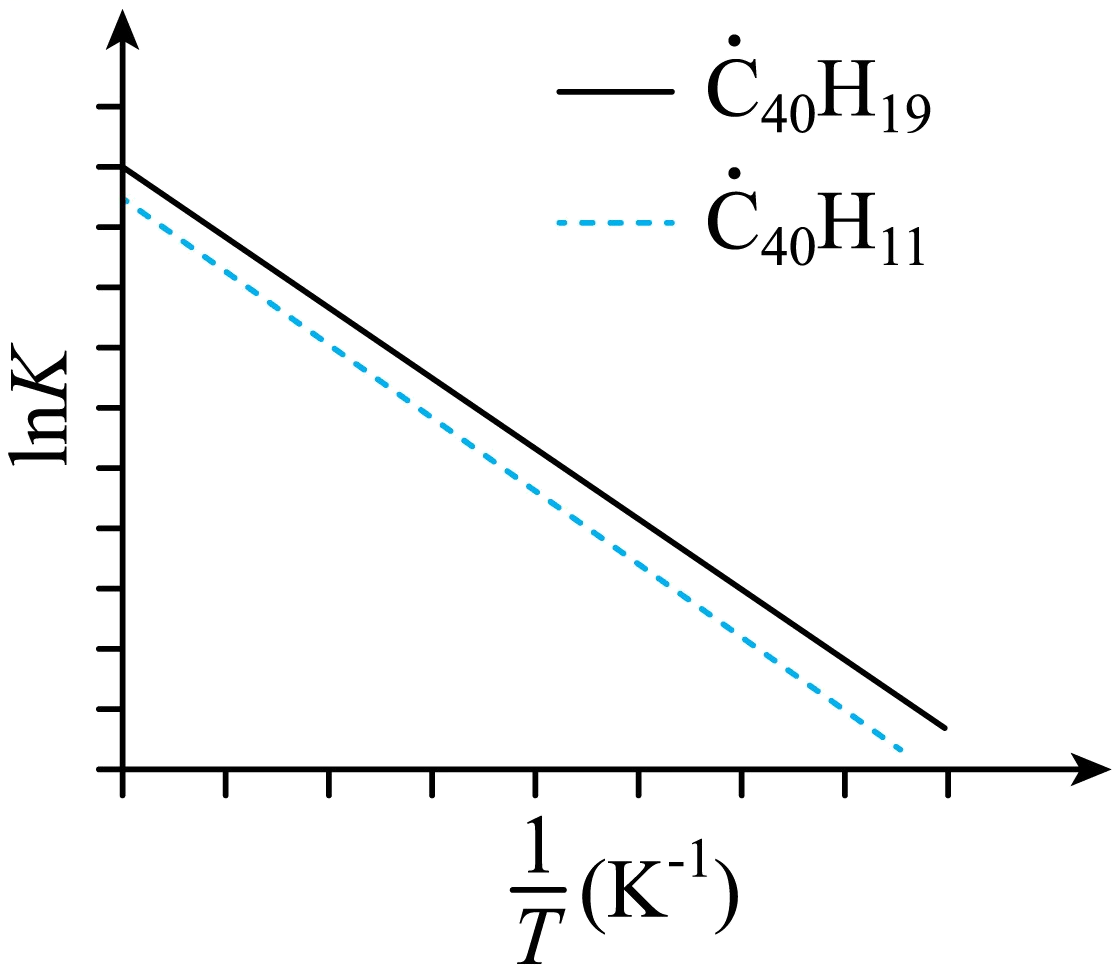 Ċ₄₀H₁₉
Ċ₄₀H₁₁
lnK
1/T (K⁻¹)